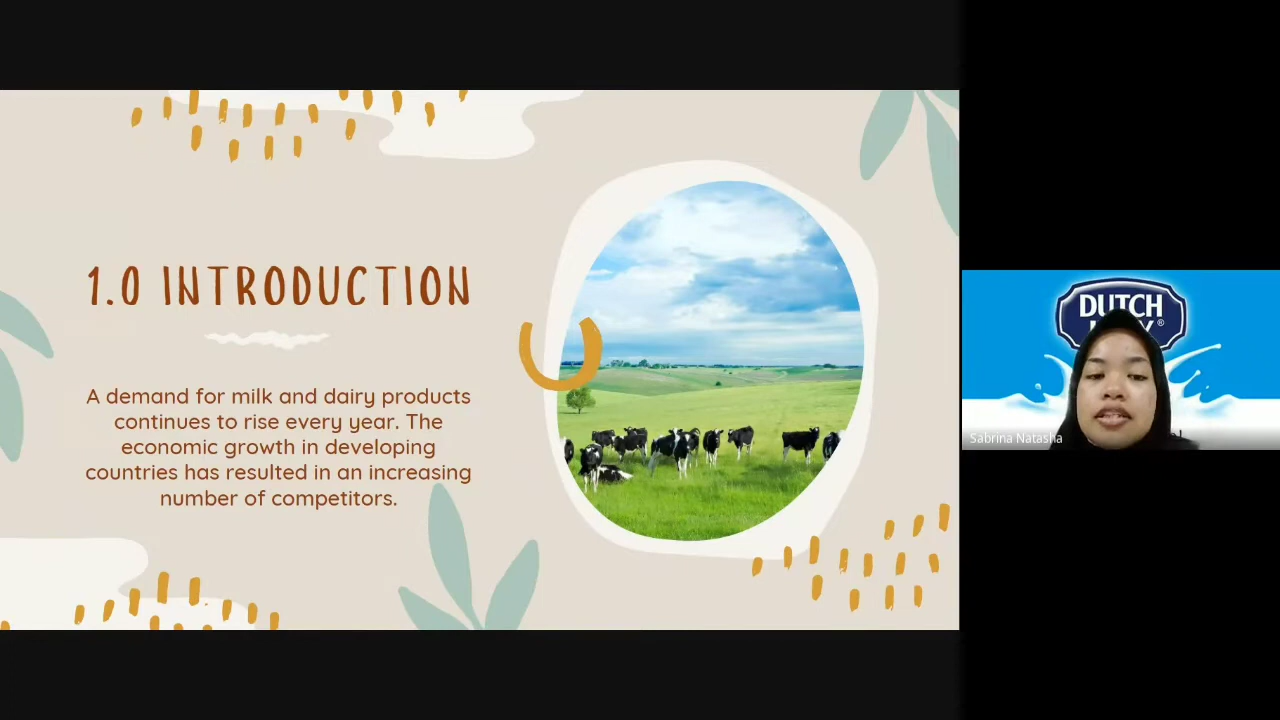 1.0 INTRODUCTION
A demand for milk and dairy products
continues to rise every year. The
economic growth in developing
countries has resulted in an increasing
number of competitors.
DUTCH
®
Sabrina Natasha